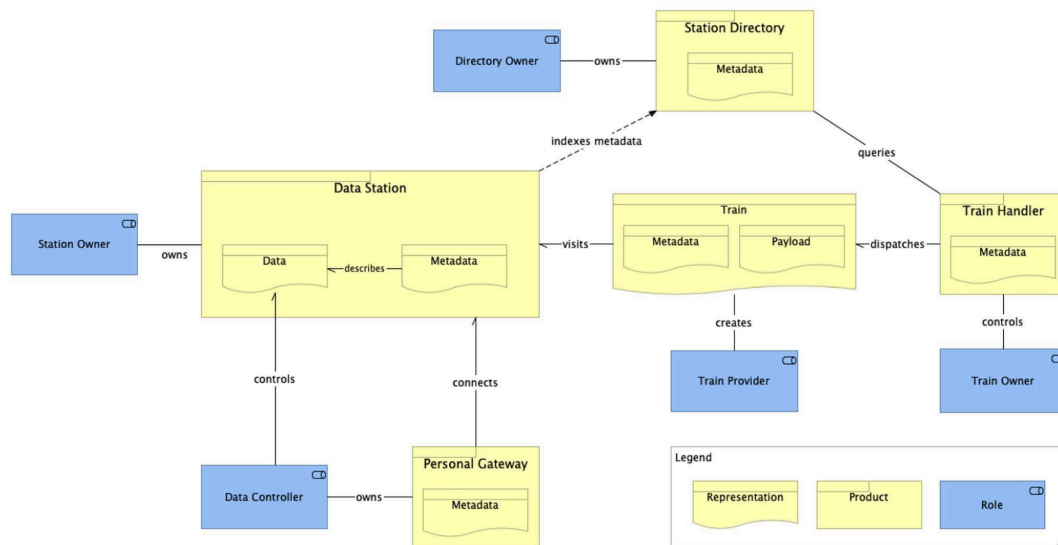 Station Directory
Directory Owner
owns
Metadata
indexes metadata
queries
Data Station
Train
Train Handler
Station Owner
owns
Data
describes
Metadata
visits
Metadata
Payload
dispatches
Metadata
creates
controls
controls
connects
Train Provider
Train Owner
Personal Gateway
Data Controller
owns
Metadata
Legend
Representation
Product
Role